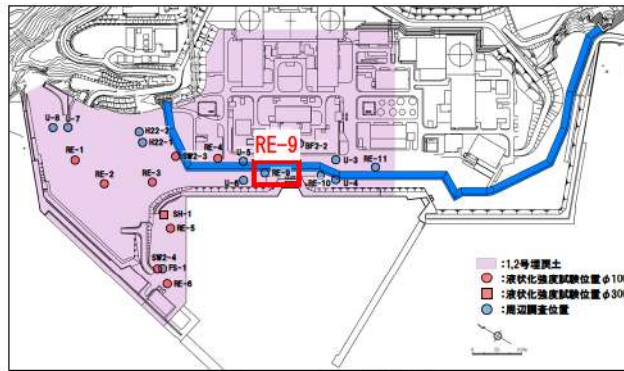 RE-9
U-8
U-7
H22-2
H22-1
RE-1
RE-2
RE-3
SW2-3
RE-4
U-5
BF2-2
U-3
RE-11
RE-9
U-6
RE-10
U-4
SH-1
RE-5
SW2-4
FS-1
RE-6
:1,2号埋戻土
:液状化強度試験位置φ100
:液状化強度試験位置φ300
:周辺調査位置